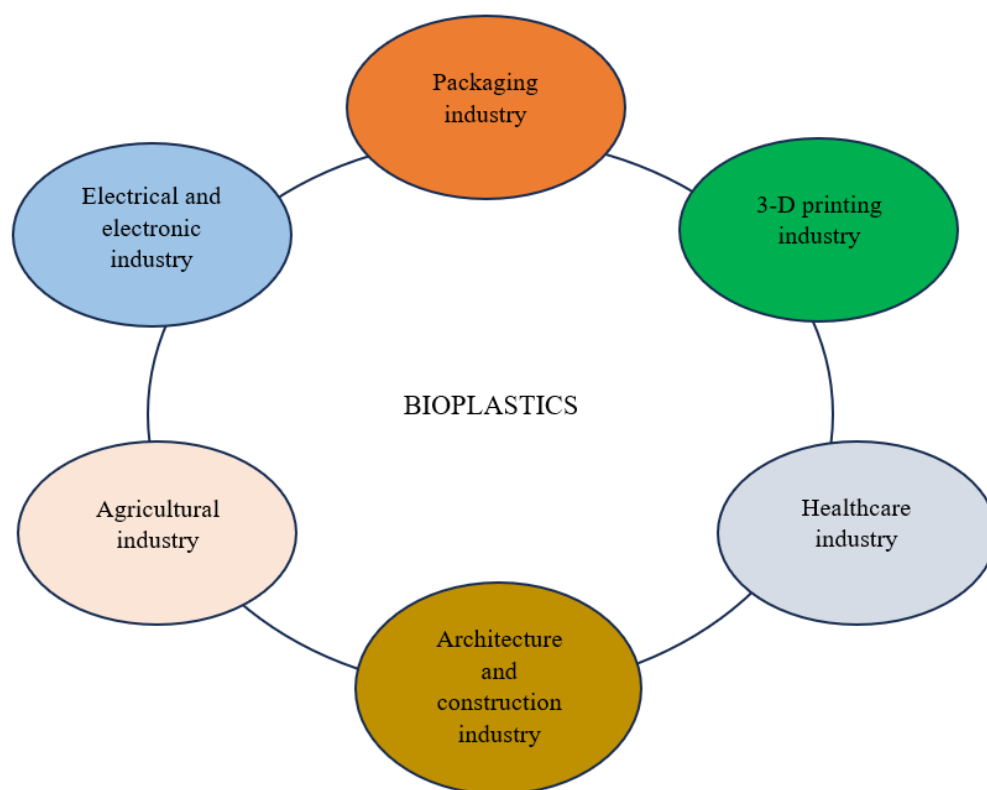 Packaging
industry
Electrical and
electronic
industry
3-D printing
industry
BIOPLASTICS
Agricultural
industry
Healthcare
industry
Architecture
and
construction
industry